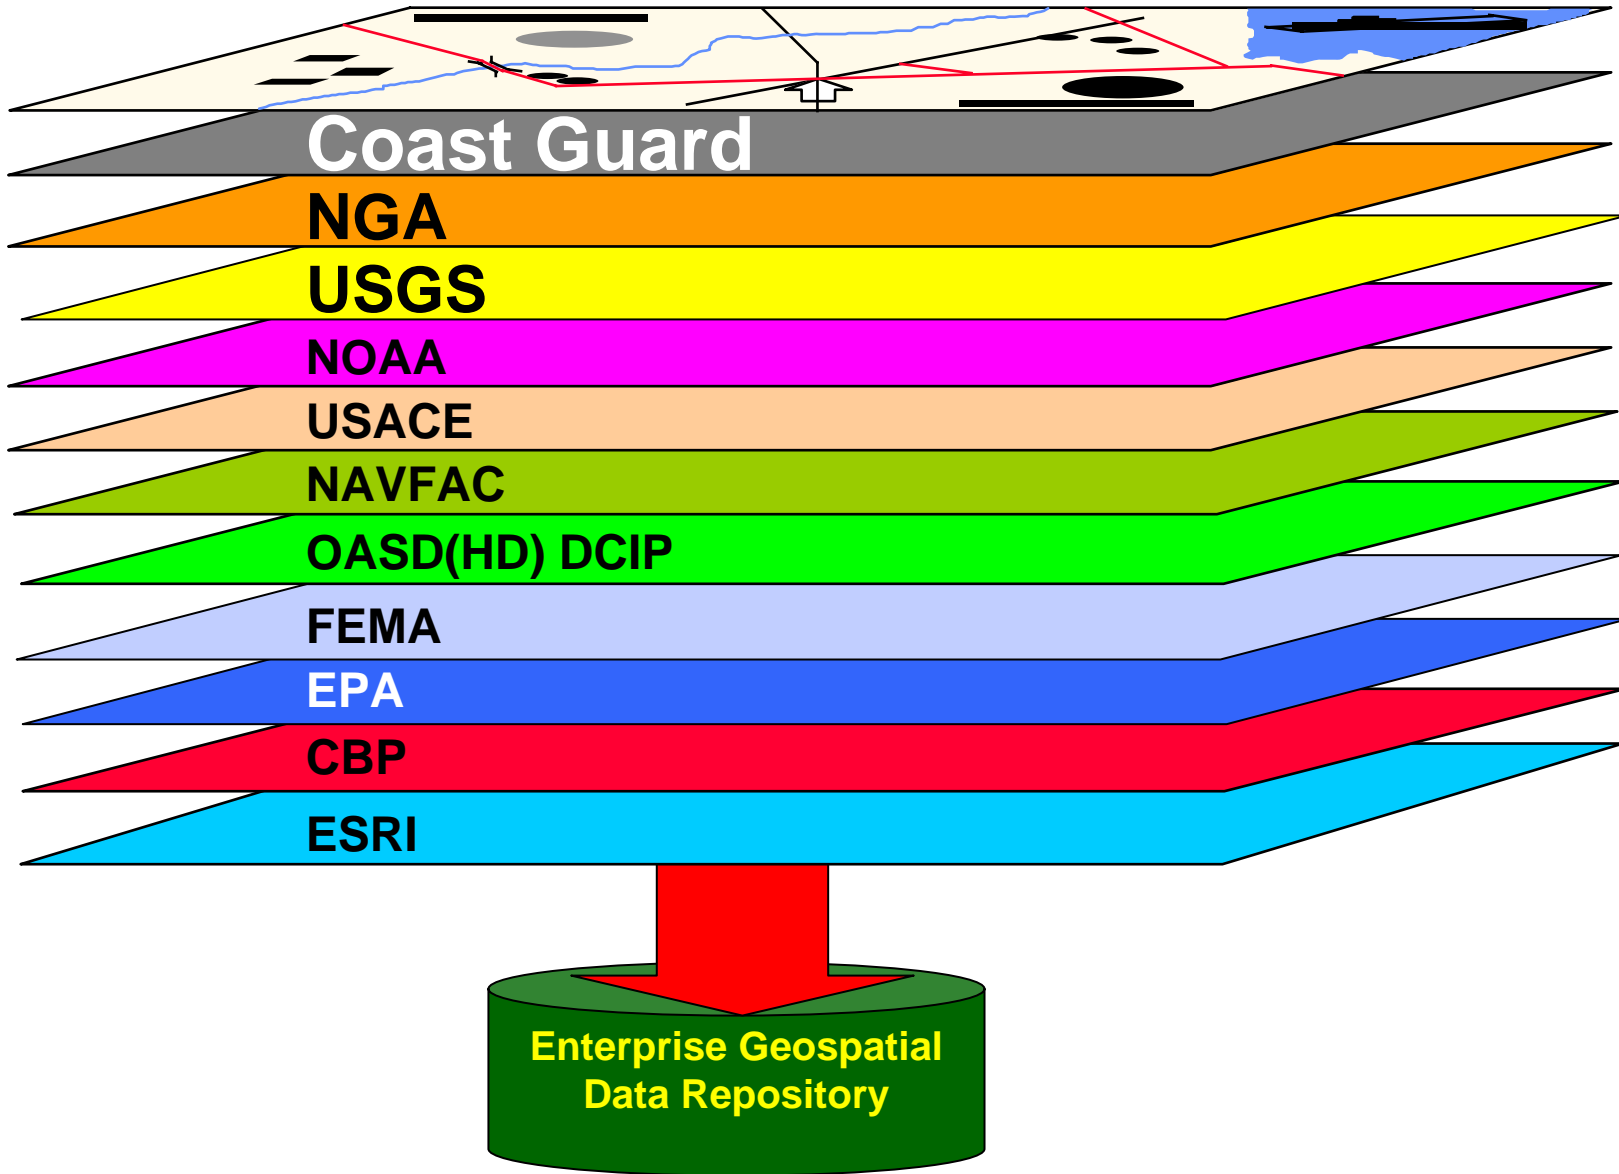 Coast Guard
NGA
USGS
NOAA
USACE
NAVFAC
OASD(HD) DCIP
FEMA
EPA
CBP
ESRI
Enterprise Geospatial
Data Repository